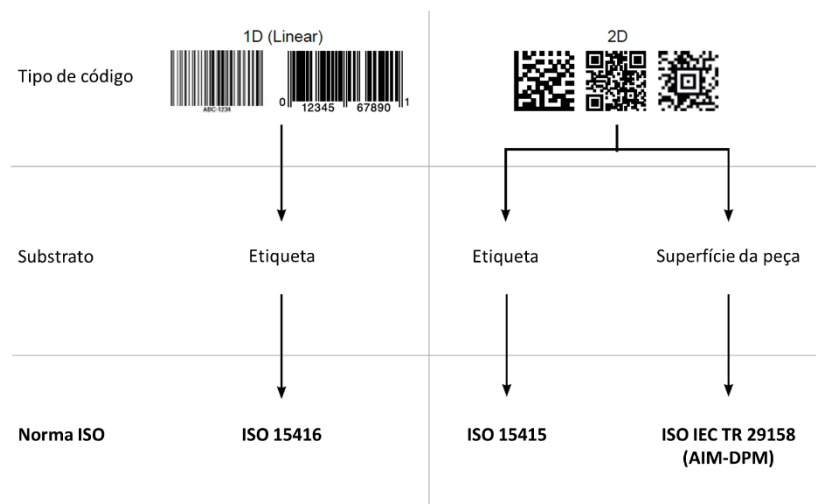 1D (Linear)
2D
Tipo de código
ABC-1234
0 12345 67890 1
Substrato
Etiqueta
Etiqueta
Superfície da peça
Norma ISO
ISO 15416
ISO 15415
ISO IEC TR 29158
(AIM-DPM)